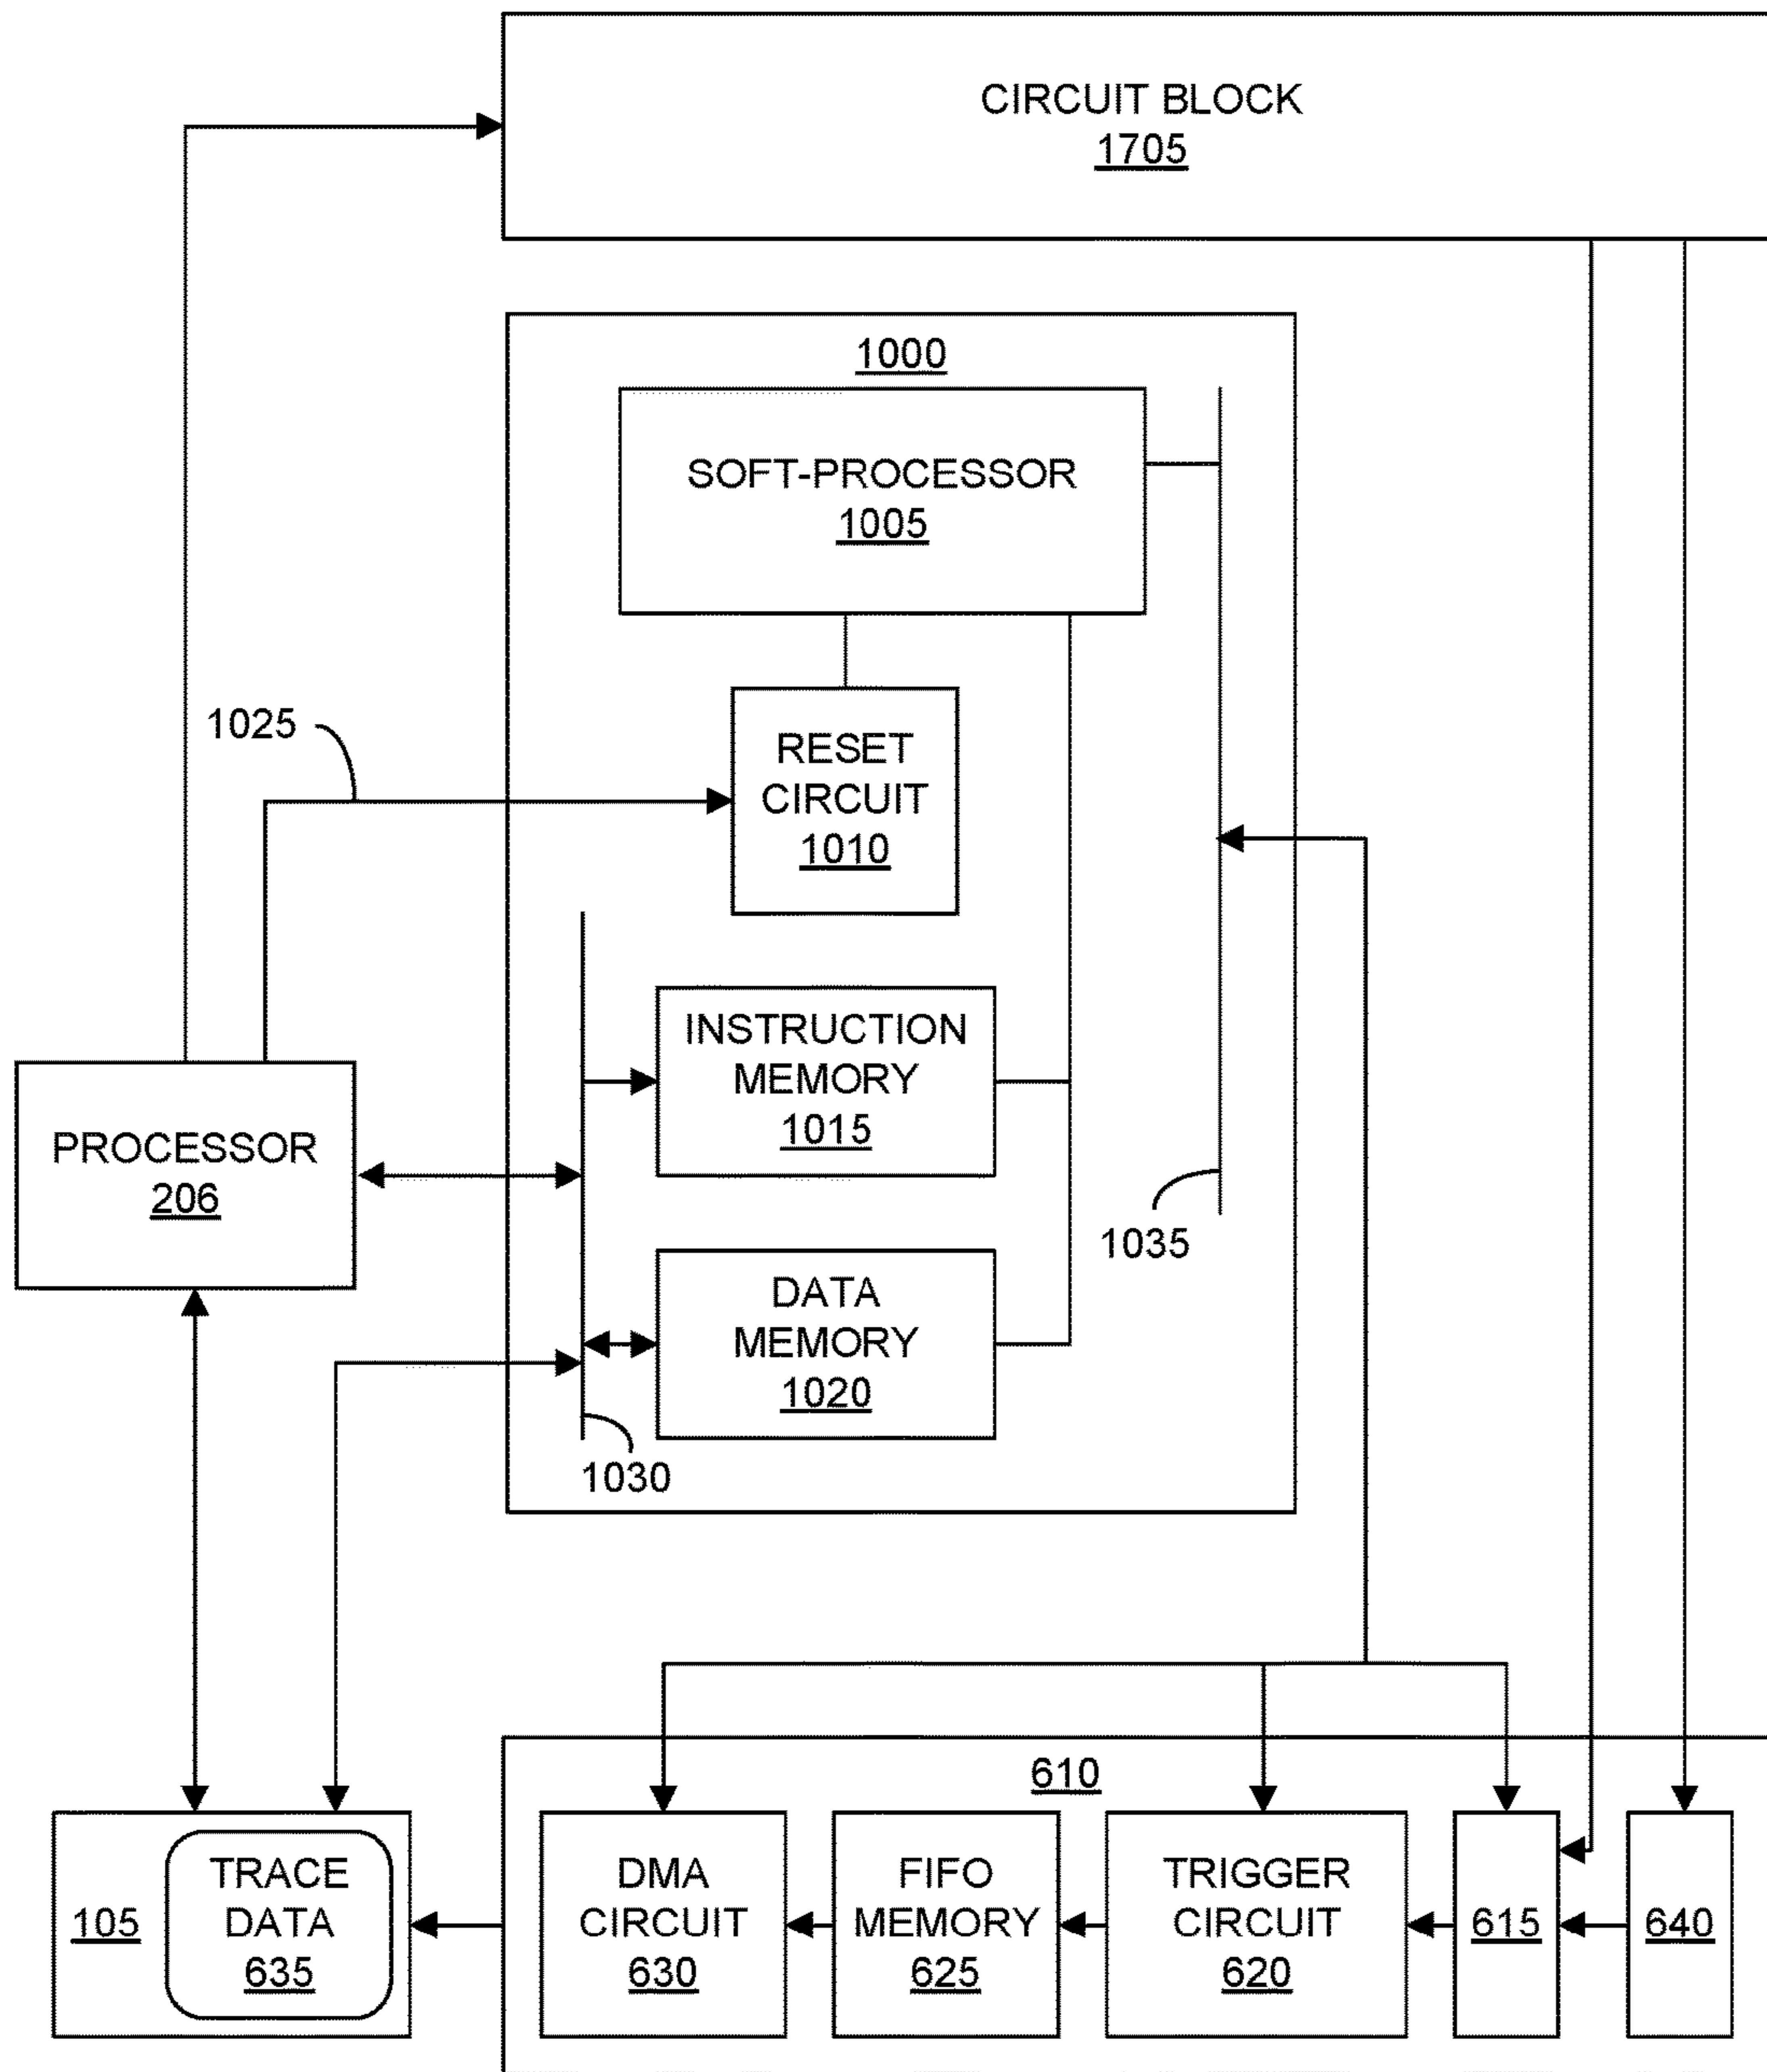 CIRCUIT BLOCK
1705
1000
SOFT-PROCESSOR
1005
1025
RESET
CIRCUIT
1010
INSTRUCTION
MEMORY
1015
PROCESSOR
206
1035
DATA
MEMORY
1020
1030
610
105
TRACE
DATA
635
DMA
CIRCUIT
630
FIFO
MEMORY
625
TRIGGER
CIRCUIT
620
615
640